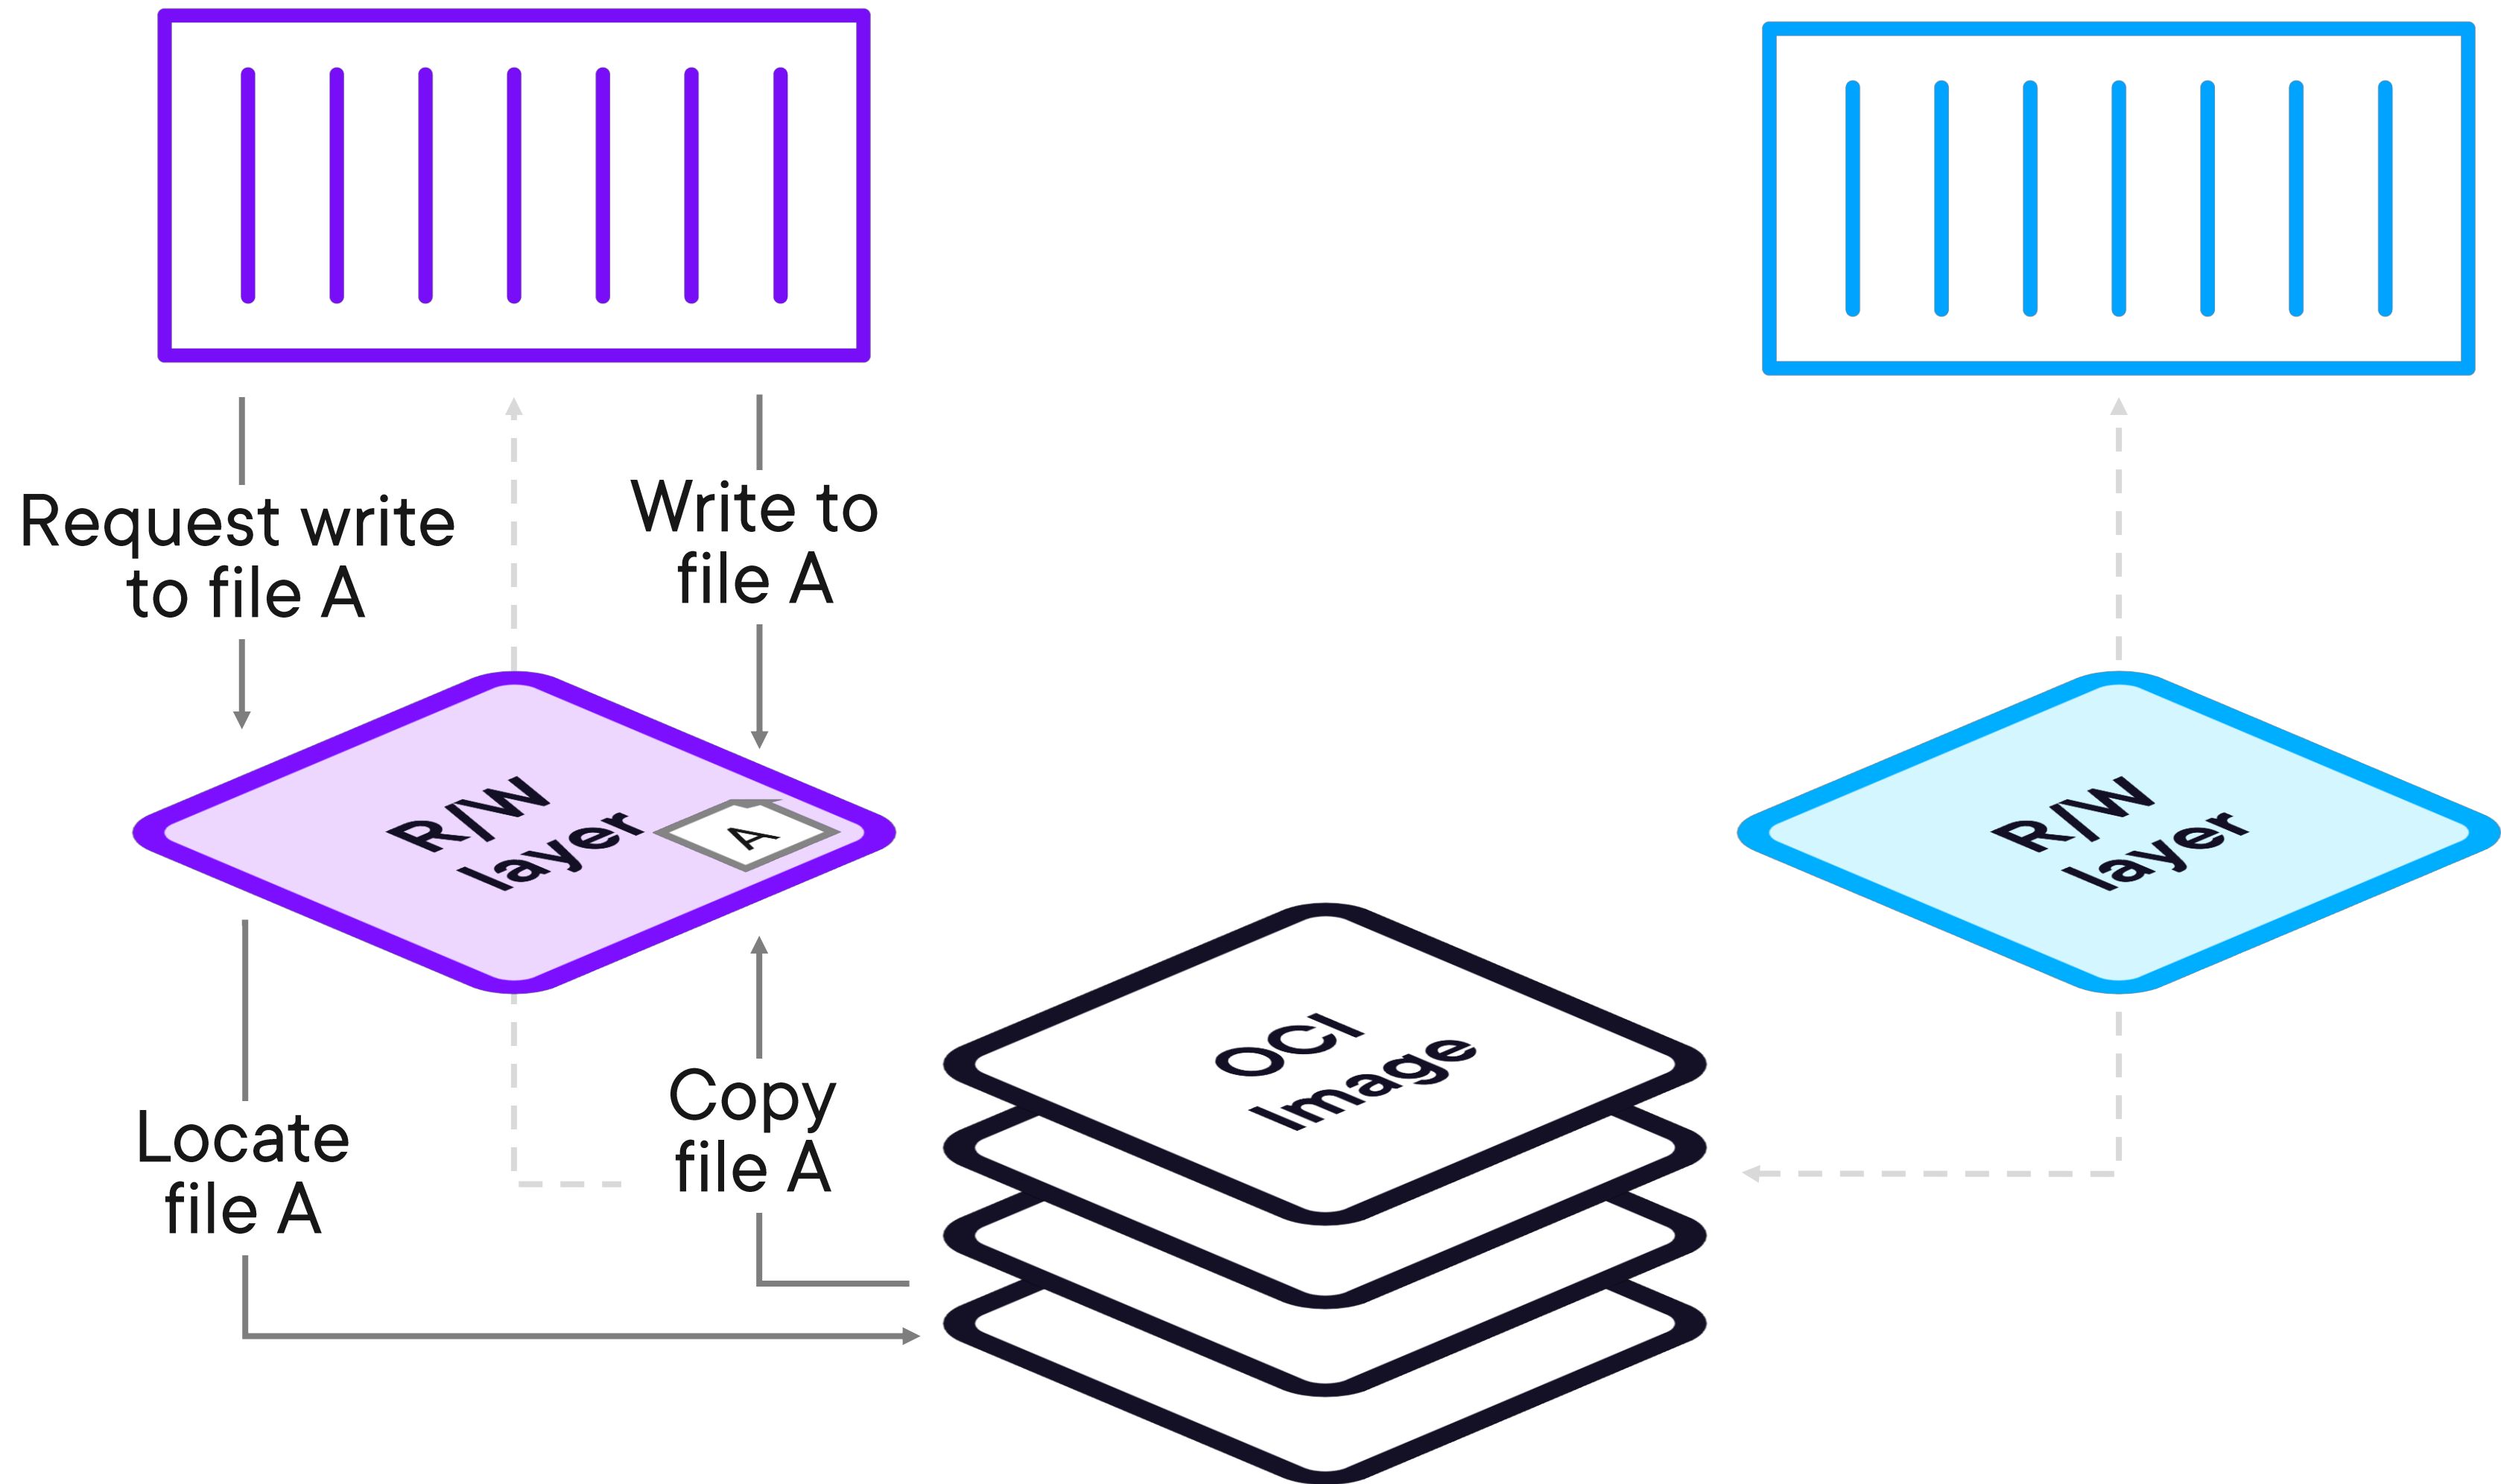 Request write
to file A
Write to
file A
R/W
layer
A
R/W
layer
Locate
file A
Copy
file A
OCI
Image